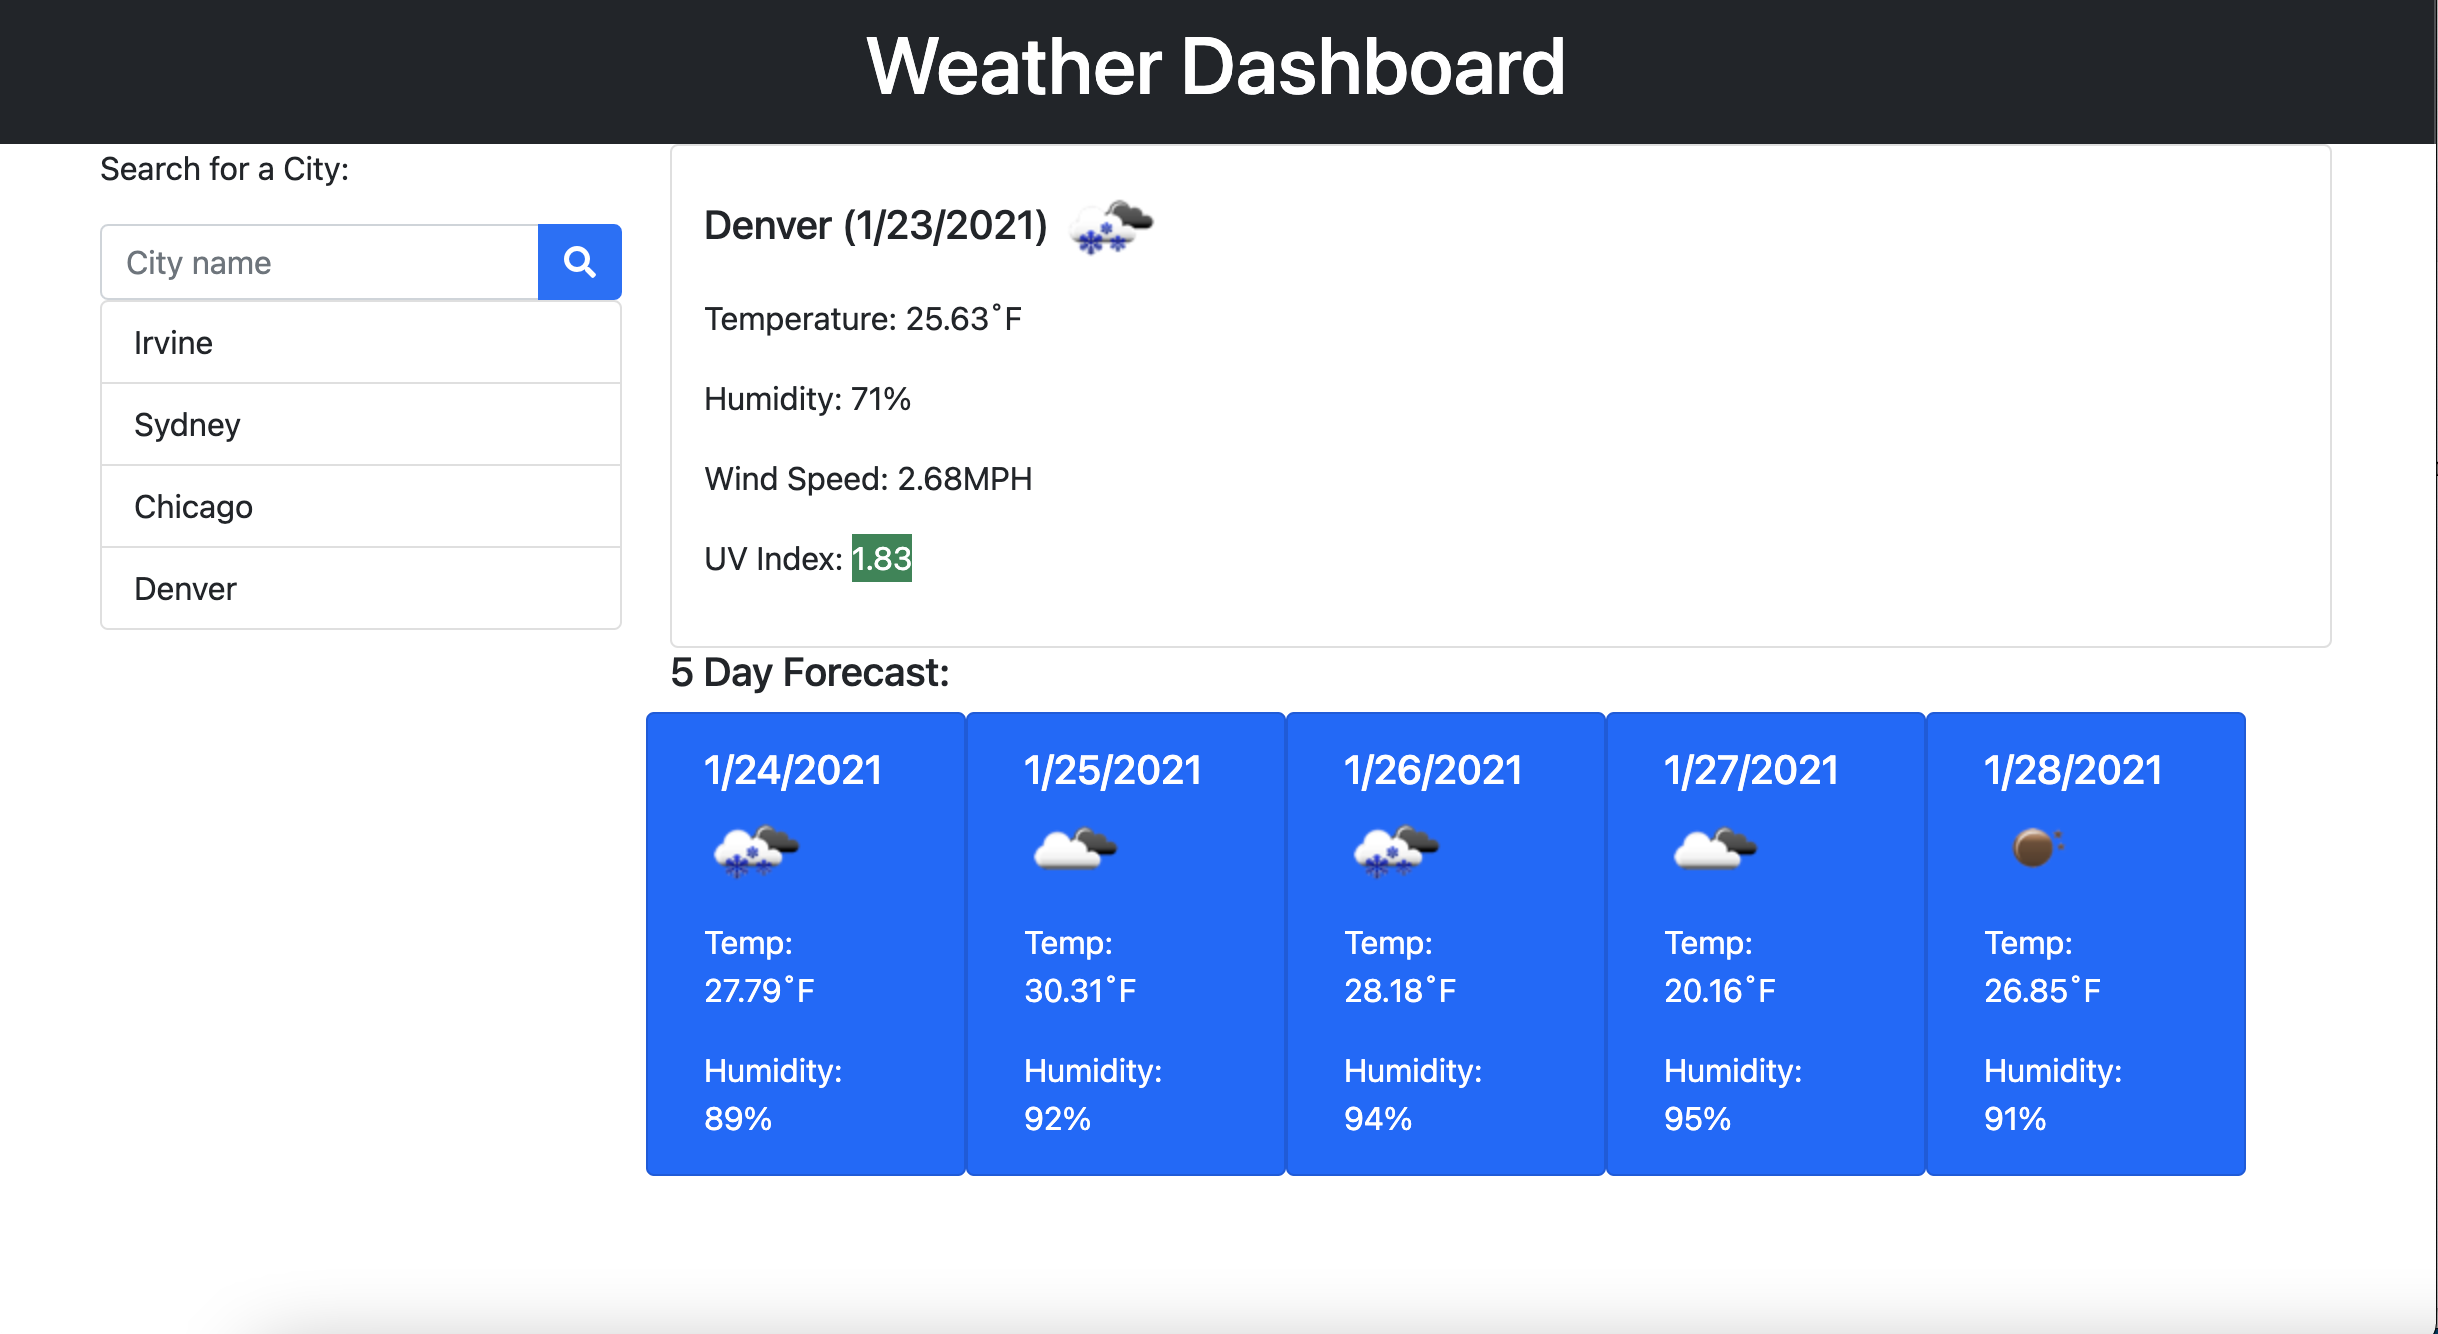 Weather Dashboard
Search for a City:
City name
Irvine
Sydney
Chicago
Denver
Denver (1/23/2021)
Temperature: 25.63˚F
Humidity: 71%
Wind Speed: 2.68MPH
UV Index: 1.83
5 Day Forecast:
1/24/2021
Temp:
27.79˚F
Humidity:
89%
1/25/2021
Temp:
30.31˚F
Humidity:
92%
1/26/2021
Temp:
28.18˚F
Humidity:
94%
1/27/2021
Temp:
20.16˚F
Humidity:
95%
1/28/2021
Temp:
26.85˚F
Humidity:
91%